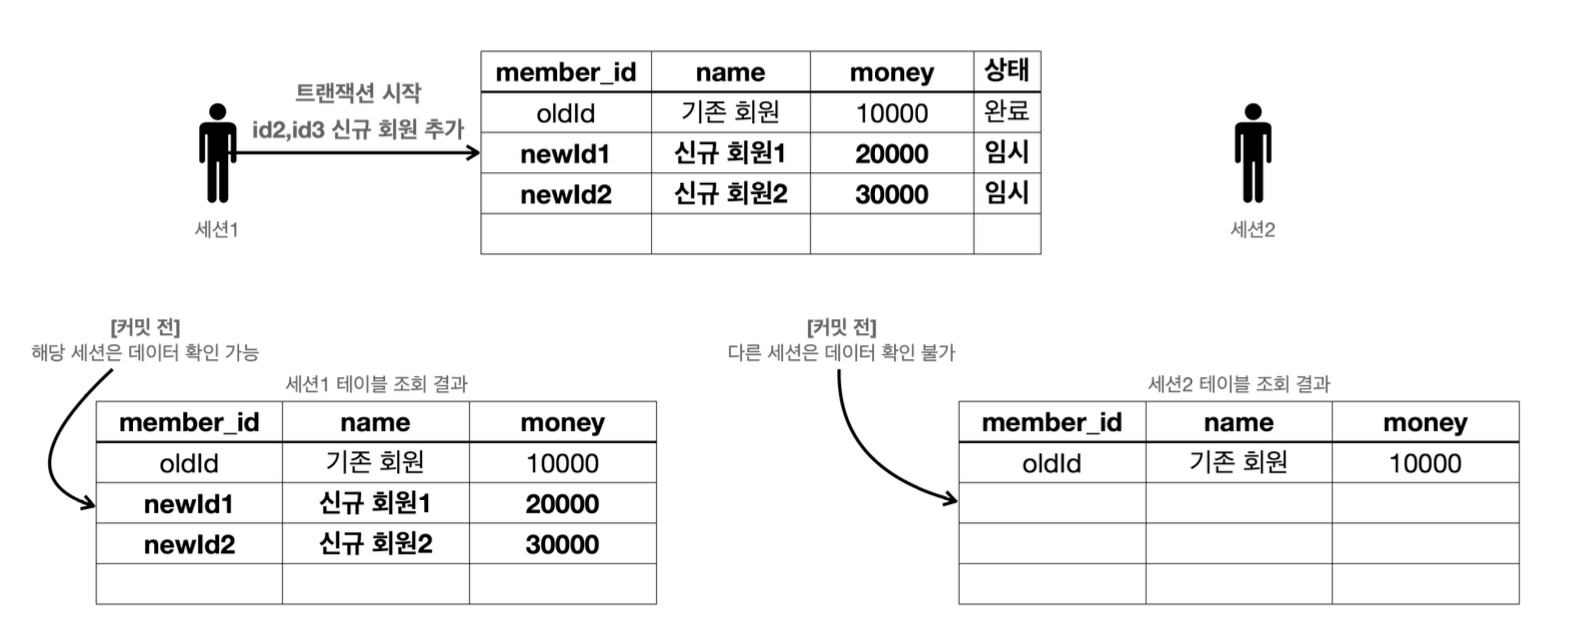 트랜잭션 시작
id2,id3 신규 회원 추가
세션1
member_id name money 상태
oldId 기존 회원 10000 완료
newId1 신규 회원1 20000 임시
newId2 신규 회원2 30000 임시
세션2
[커밋 전]
해당 세션은 데이터 확인 가능
세션1 테이블 조회 결과
member_id name money
oldId 기존 회원 10000
newId1 신규 회원1 20000
newId2 신규 회원2 30000
[커밋 전]
다른 세션은 데이터 확인 불가
세션2 테이블 조회 결과
member_id name money
oldId 기존 회원 10000